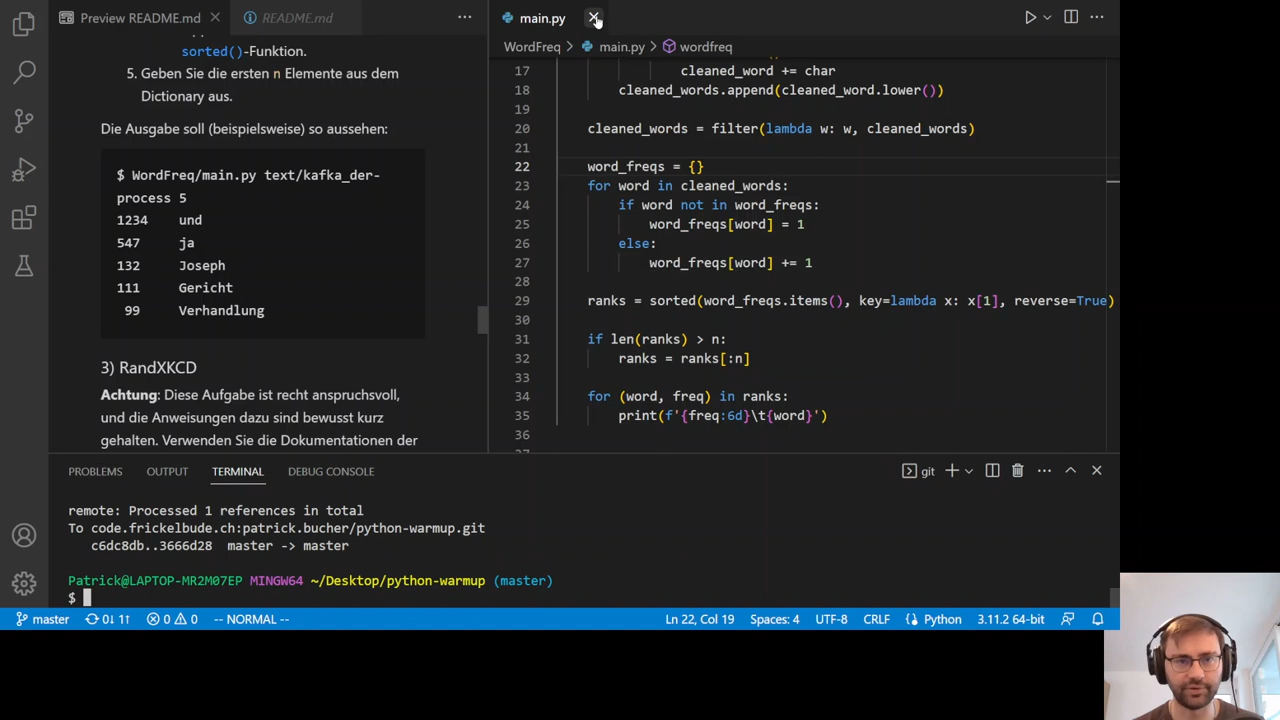 Preview README.md
README.md
main.py
WordFreq > main.py > wordfreq
sorted()-Funktion.
5. Geben Sie die ersten n Elemente aus dem
Dictionary aus.
Die Ausgabe soll (beispielsweise) so aussehen:
$ WordFreq/main.py text/kafka_der-
process 5
1234 und
547 ja
132 Joseph
111 Gericht
99 Verhandlung
3) RandXKCD
Achtung: Diese Aufgabe ist recht anspruchsvoll,
und die Anweisungen dazu sind bewusst kurz
gehalten. Verwenden Sie die Dokumentationen der
17 cleaned_word += char
18 cleaned_words.append(cleaned_word.lower())
19
20 cleaned_words = filter(lambda w: w, cleaned_words)
21
22 word_freqs = {}
23 for word in cleaned_words:
24 if word not in word_freqs:
25 word_freqs[word] = 1
26 else:
27 word_freqs[word] += 1
28
29 ranks = sorted(word_freqs.items(), key=lambda x: x[1], reverse=True)
30
31 if len(ranks) > n:
32 ranks = ranks[:n]
33
34 for (word, freq) in ranks:
35 print(f'{freq:6d}\t{word}')
36
PROBLEMS OUTPUT TERMINAL DEBUG CONSOLE
git
remote: Processed 1 references in total
To code.frickelbude.ch:patrick.bucher/python-warmup.git
c6dc8db..3666d28 master -> master
Patrick@LAPTOP-MR2M07EP MINGW64 ~/Desktop/python-warmup (master)
$
master 0↓ 1↑ 0 0 -- NORMAL -- Ln 22, Col 19 Spaces: 4 UTF-8 CRLF Python 3.11.2 64-bit